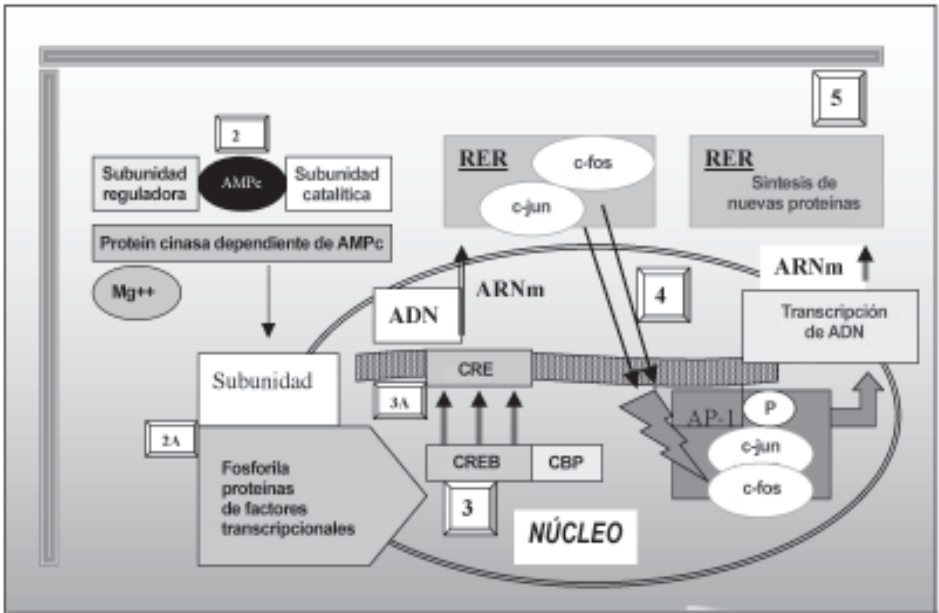 5
2
RER
c-fos
c-jun
RER
Síntesis de
nuevas proteínas
Subunidad
reguladora
AMPc
Subunidad
catalítica
Protein cinasa dependiente de AMPc
Mg++
ARNm
4
ARNm
ADN
Transcripción
de ADN
Subunidad
CRE
3A
AP-1
P
c-jun
c-fos
2A
Fosforila
proteínas
de factores
transcripcionales
CREB
CBP
3
NÚCLEO